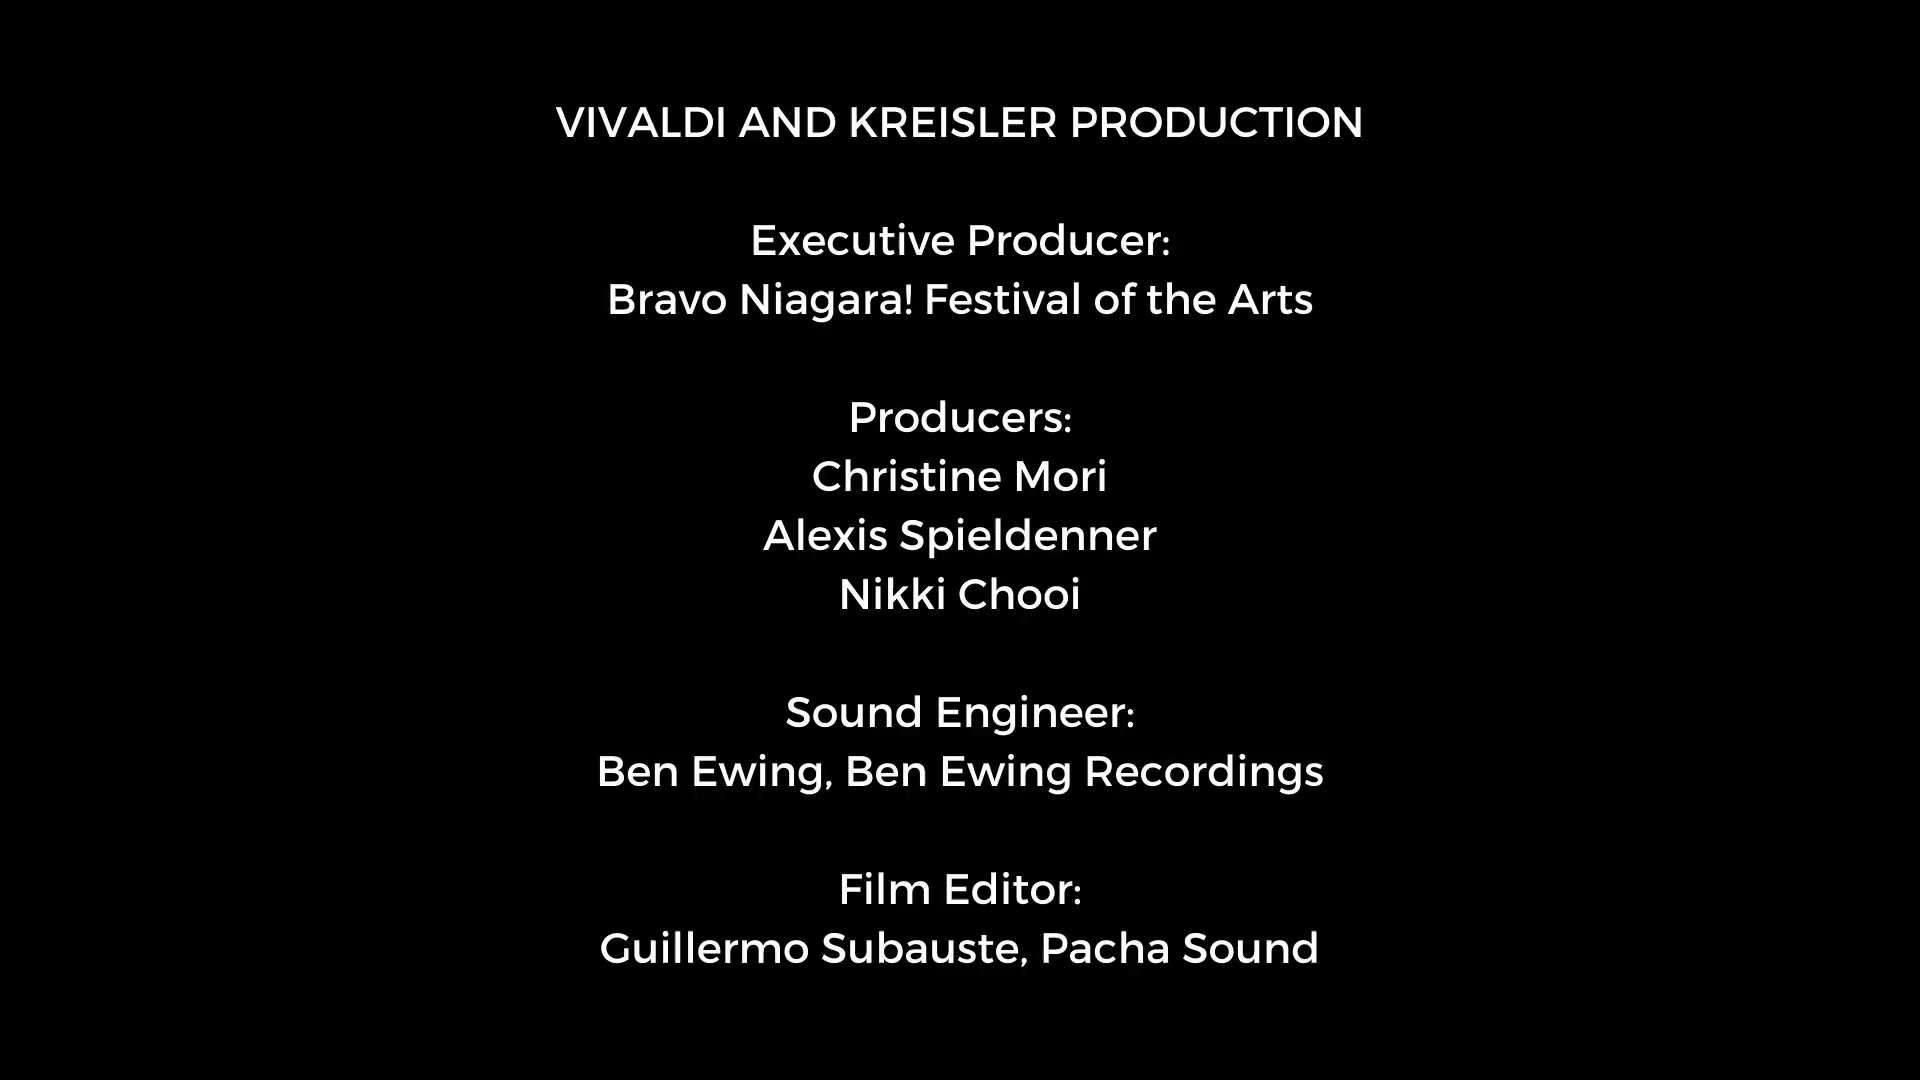 VIVALDI AND KREISLER PRODUCTION
Executive Producer:
Bravo Niagara! Festival of the Arts
Producers:
Christine Mori
Alexis Spieldenner
Nikki Chooi
Sound Engineer:
Ben Ewing, Ben Ewing Recordings
Film Editor:
Guillermo Subauste, Pacha Sound